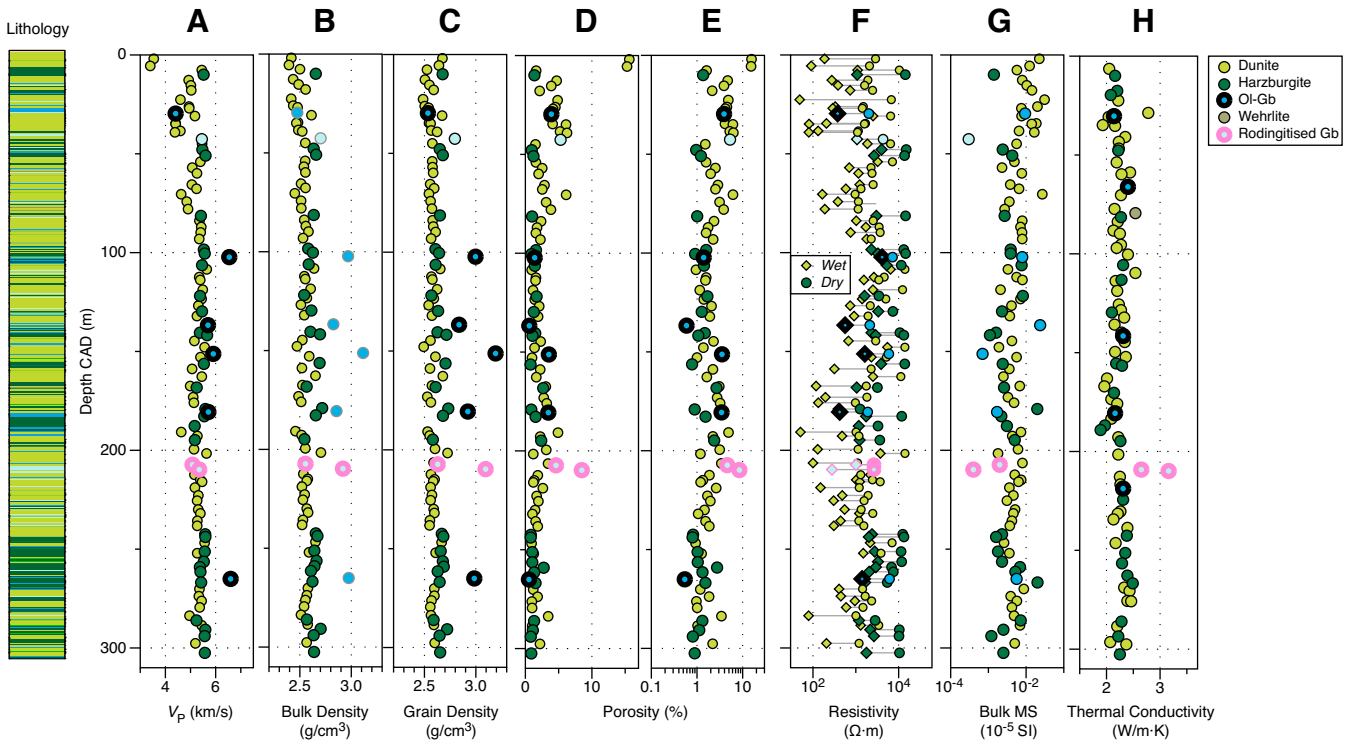 Lithology
A
B
C
D
E
F
G
H
Dunite
Harzburgite
Ol-Gb
Wehrlite
Rodingitised Gb
Depth CAD (m)
0
100
200
300
Wet
Dry
4 6
2.5 3.0
2.5 3.0
0 10
0.1 1 10
10² 10⁴
10⁻⁴ 10⁻²
2 3
VP (km/s)
Bulk Density
(g/cm³)
Grain Density
(g/cm³)
Porosity (%)
Resistivity
(Ω·m)
Bulk MS
(10⁻⁵ SI)
Thermal Conductivity
(W/m·K)